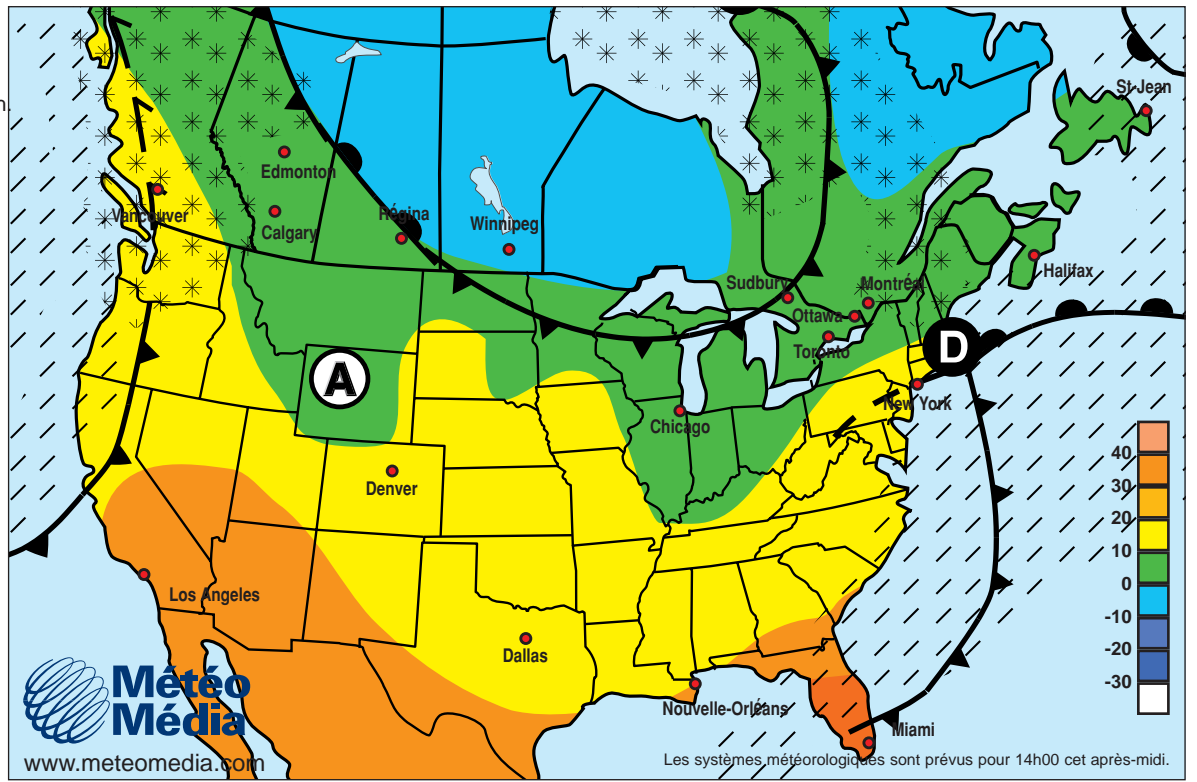 n.
St-Jean
Edmonton
Vancouver
Calgary
Régina
Winnipeg
Halifax
Sudbury
Montréal
Ottawa
Toronto
D
A
New York
Chicago
Denver
40
30
20
10
0
-10
-20
-30
Los Angeles
Dallas
Nouvelle-Orléans
Miami
Météo
Média
www.meteomedia.com
Les systèmes météorologiques sont prévus pour 14h00 cet après-midi.